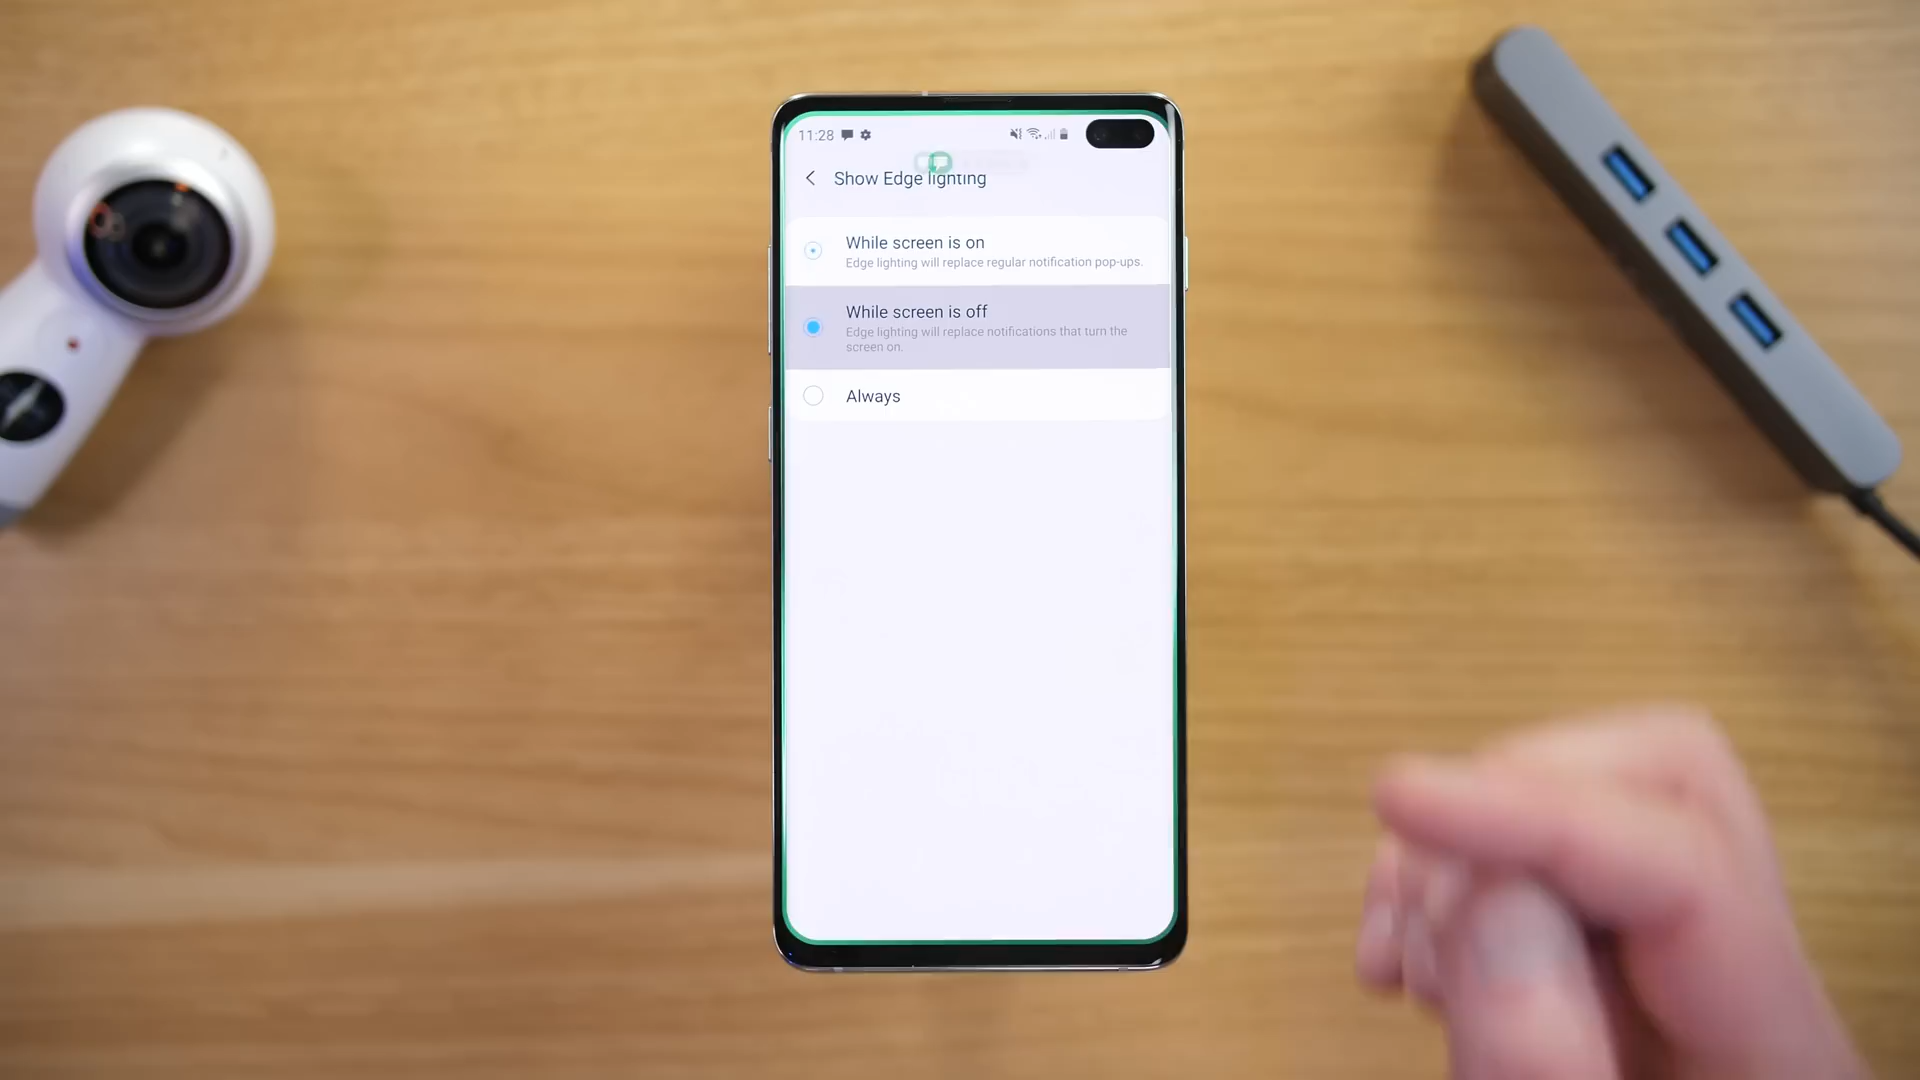 11:28
Show Edge lighting
While screen is on
Edge lighting will replace regular notification pop-ups.
While screen is off
Edge lighting will replace notifications that turn the
screen on.
Always